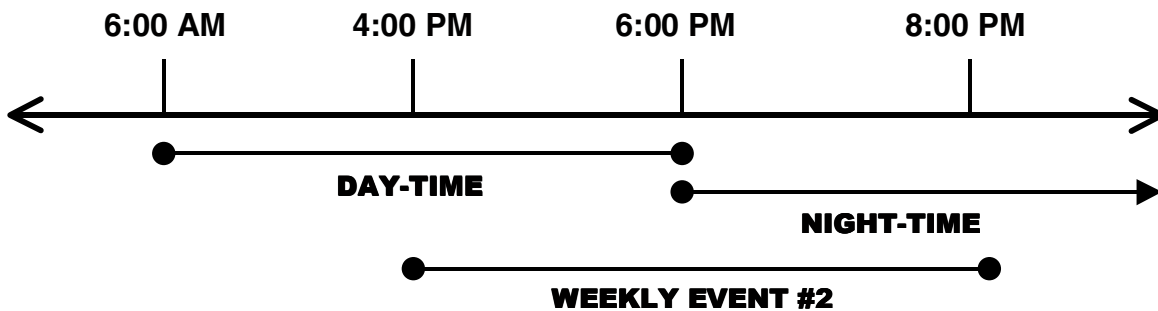 6:00 AM 4:00 PM 6:00 PM 8:00 PM
DAY-TIME
NIGHT-TIME
WEEKLY EVENT #2